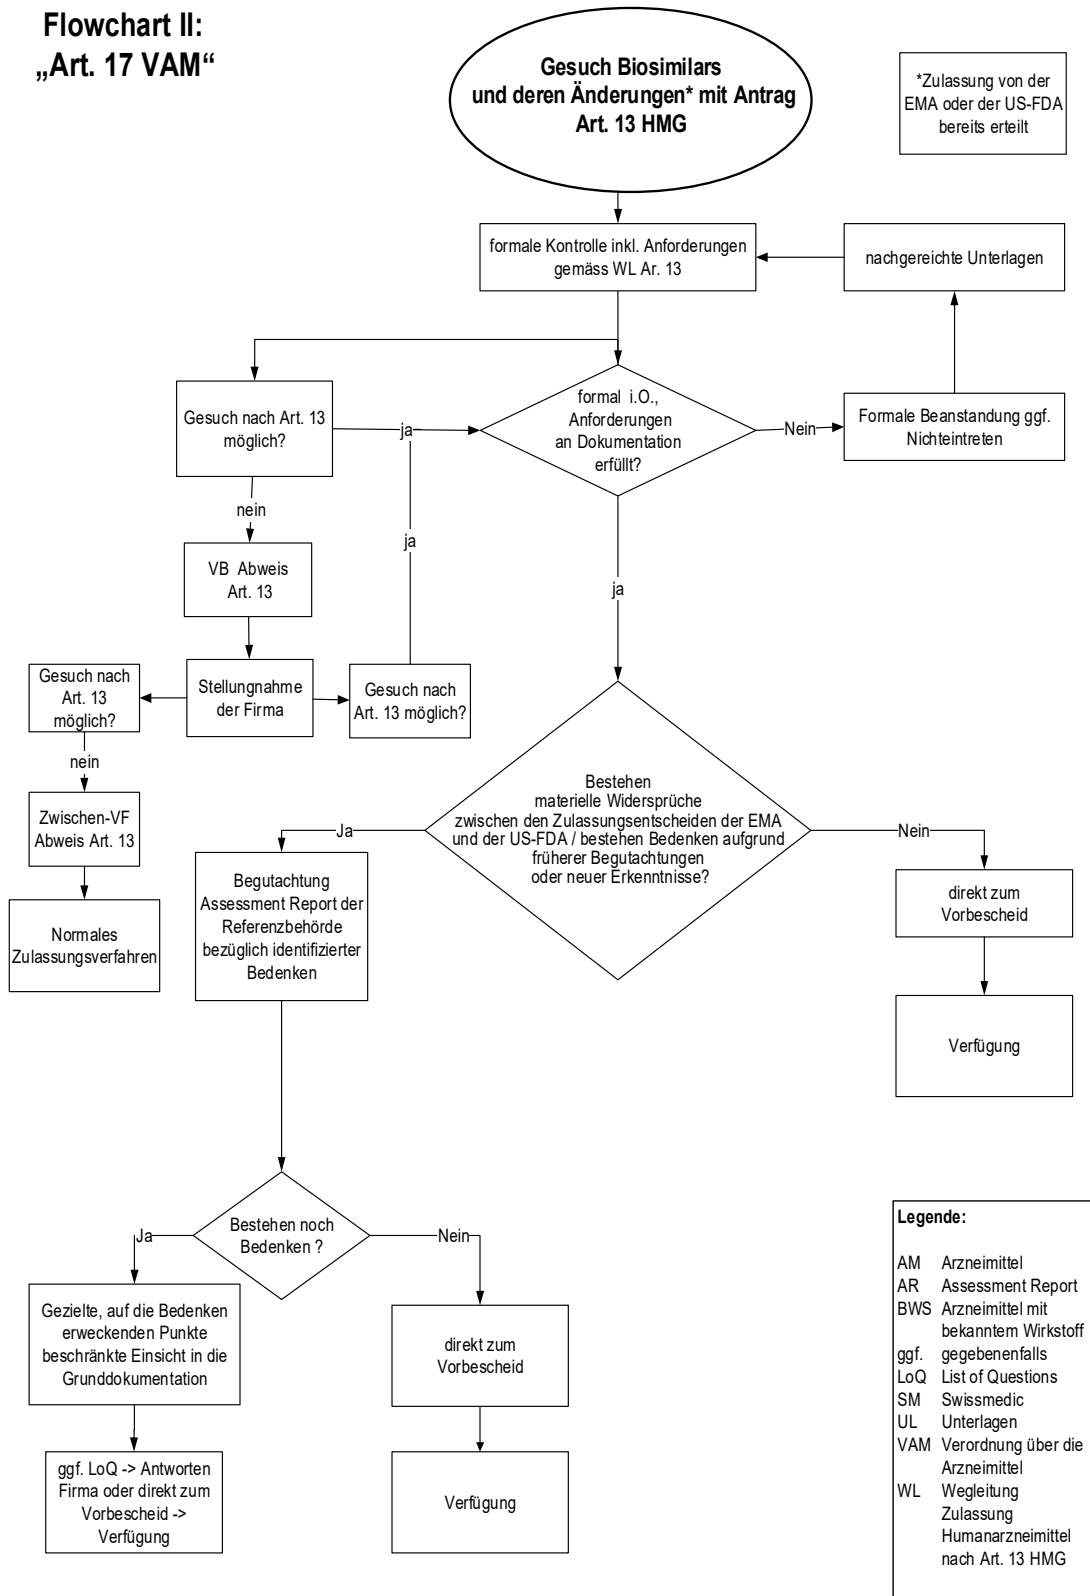 Flowchart II:
„Art. 17 VAM“
Gesuch Biosimilars
und deren Änderungen* mit Antrag
Art. 13 HMG
*Zulassung von der
EMA oder der US-FDA
bereits erteilt
formale Kontrolle inkl. Anforderungen
gemäss WL Ar. 13
nachgereichte Unterlagen
Gesuch nach Art. 13
möglich?
ja
formal i.O.,
Anforderungen
an Dokumentation
erfüllt?
Nein
Formale Beanstandung ggf.
Nichteintreten
nein
ja
VB Abweis
Art. 13
ja
Gesuch nach
Art. 13
möglich?
Stellungnahme
der Firma
Gesuch nach
Art. 13 möglich?
nein
Zwischen-VF
Abweis Art. 13
Normales
Zulassungsverfahren
Bestehen
materielle Widersprüche
zwischen den Zulassungsentscheiden der EMA
und der US-FDA / bestehen Bedenken aufgrund
früherer Begutachtungen
oder neuer Erkenntnisse?
Ja
Nein
Begutachtung
Assessment Report der
Referenzbehörde
bezüglich identifizierter
Bedenken
direkt zum
Vorbescheid
Verfügung
Bestehen noch
Bedenken ?
Ja
Nein
Gezielte, auf die Bedenken
erweckenden Punkte
beschränkte Einsicht in die
Grunddokumentation
direkt zum
Vorbescheid
ggf. LoQ -> Antworten
Firma oder direkt zum
Vorbescheid ->
Verfügung
Verfügung
Legende:
AM Arzneimittel
AR Assessment Report
BWS Arzneimittel mit
bekanntem Wirkstoff
ggf. gegebenenfalls
LoQ List of Questions
SM Swissmedic
UL Unterlagen
VAM Verordnung über die
Arzneimittel
WL Wegleitung
Zulassung
Humanarzneimittel
nach Art. 13 HMG